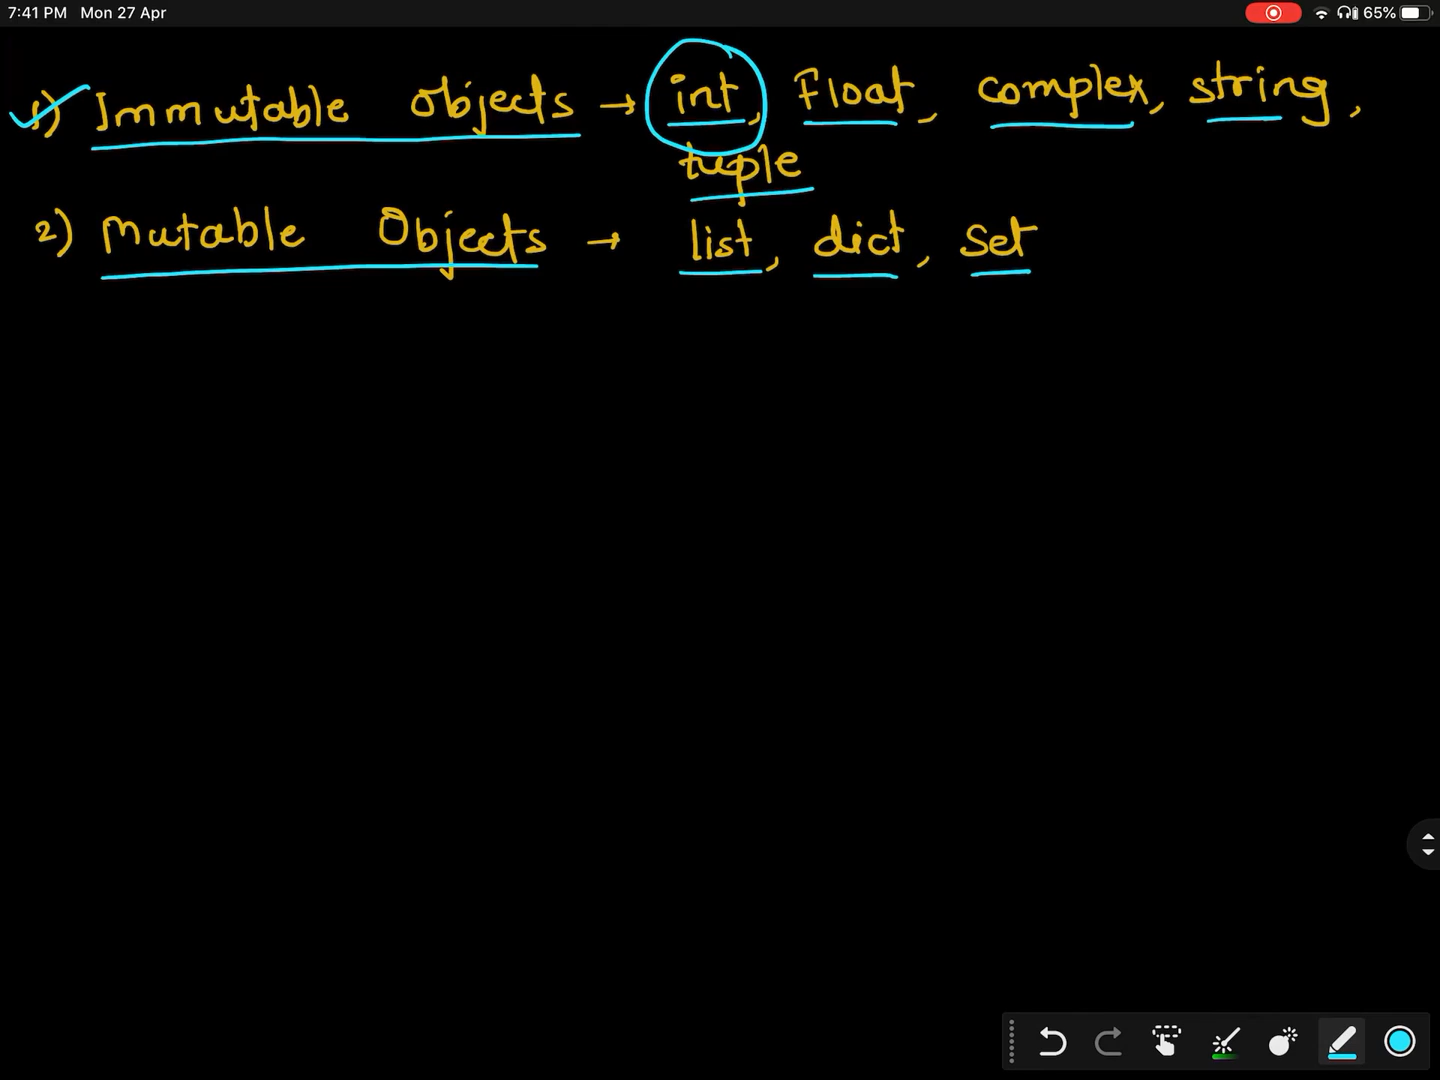 7:41 PM Mon 27 Apr 65%
1) Immutable Objects → int, Float, complex, string,
tuple
2) Mutable Objects → list, dict, set